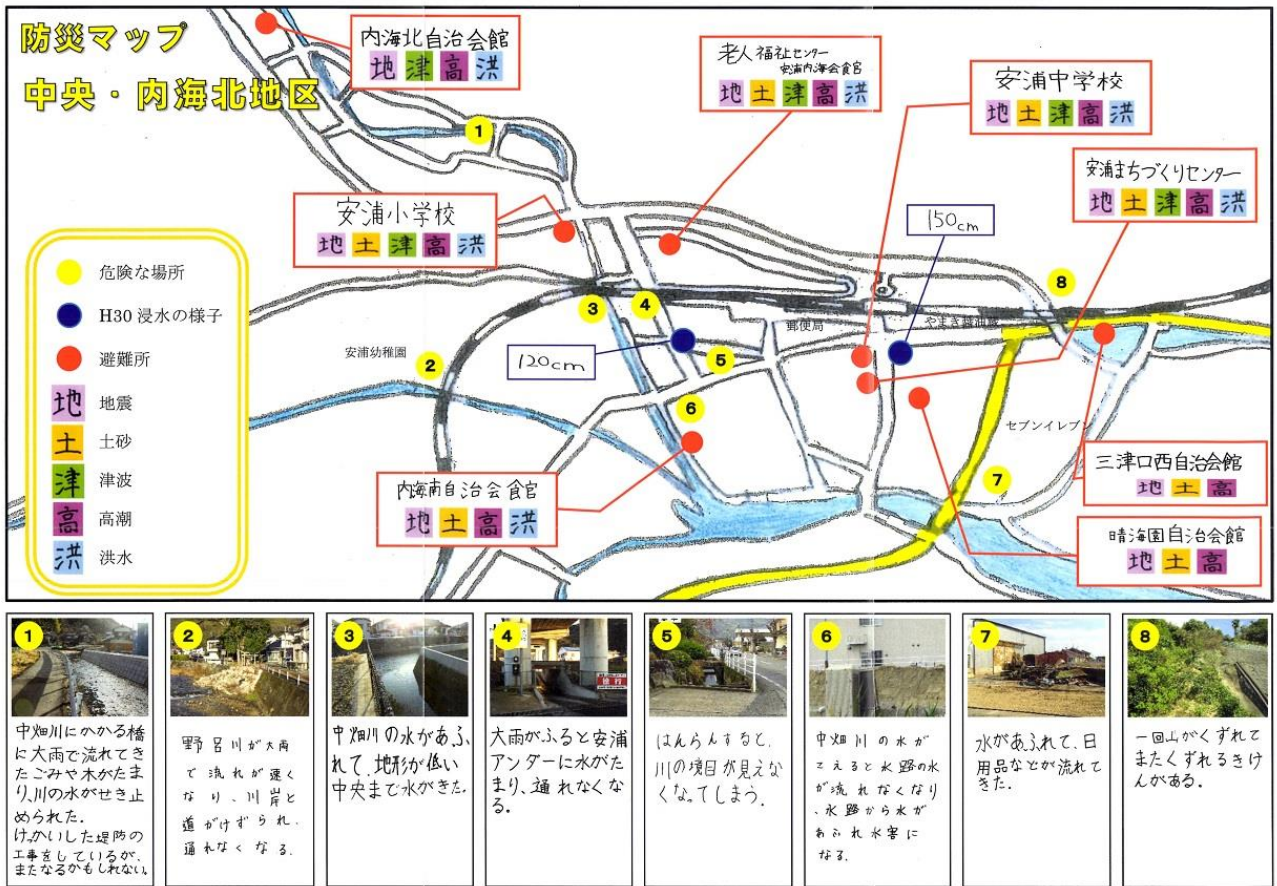 防災マップ
中央・内海北地区
内海北自治会館
地 津 高 洪
老人福祉センター
安浦内海会食官
地 土 津 高 洪
安浦中学校
地 土 津 高 洪
安浦まちづくりセンター
地 土 津 高 洪
安浦小学校
地 土 津 高 洪
150cm
120cm
危険な場所
H30 浸水の様子
避難所
地 地震
土 土砂
津 津波
高 高潮
洪 洪水
1
2
3
4
5
6
7
8
安浦幼稚園
郵便局
やまき醤油蔵
セブンイレブン
内海南自治会食官
地 土 高 洪
三津口西自治会館
地 土 高
晴海園自治会館
地 土 高
1
中畑川にかかる橋
に大雨で流れてき
たごみや木がたま
り、川の水がせき止
められた。
けっかいした堤防の
工事をしているが、
またなるかもしれない。
2
野呂川が大雨
で流れが速く
なり、川岸と
道がけずられ、
通れなくなる。
3
中畑川の水があふ
れて、地形が低い
中央まで水がきた。
4
大雨がふると安浦
アンダーに水がた
まり、通れなくな
る。
5
はんらんすると、
川の境目が見えな
くなってしまう。
6
中畑川の水が
こえると水路の水
が流れなくなり
、水路から水が
あふれ水害に
なる。
7
水があふれて、日
用品などが流れて
きた。
8
一回山がくずれて
またくずれるきけ
んがある。